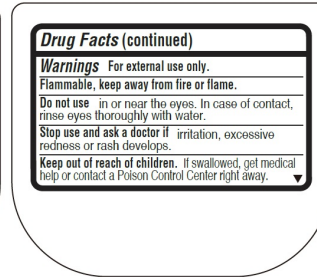 Drug Facts (continued)
Warnings For external use only.
Flammable, keep away from fire or flame.
Do not use in or near the eyes. In case of contact,
rinse eyes thoroughly with water.
Stop use and ask a doctor if irritation, excessive
redness or rash develops.
Keep out of reach of children. If swallowed, get medical
help or contact a Poison Control Center right away. ▼